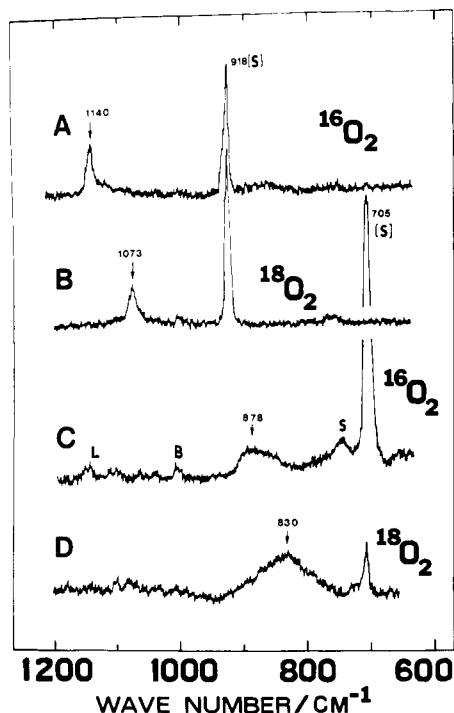 918(S)
1140
A
¹⁶O₂
705
(S)
1073
B
¹⁸O₂
¹⁶O₂
878
C
L
B
S
830
D
¹⁸O₂
1200 1000 800 600
WAVE NUMBER/CM⁻¹